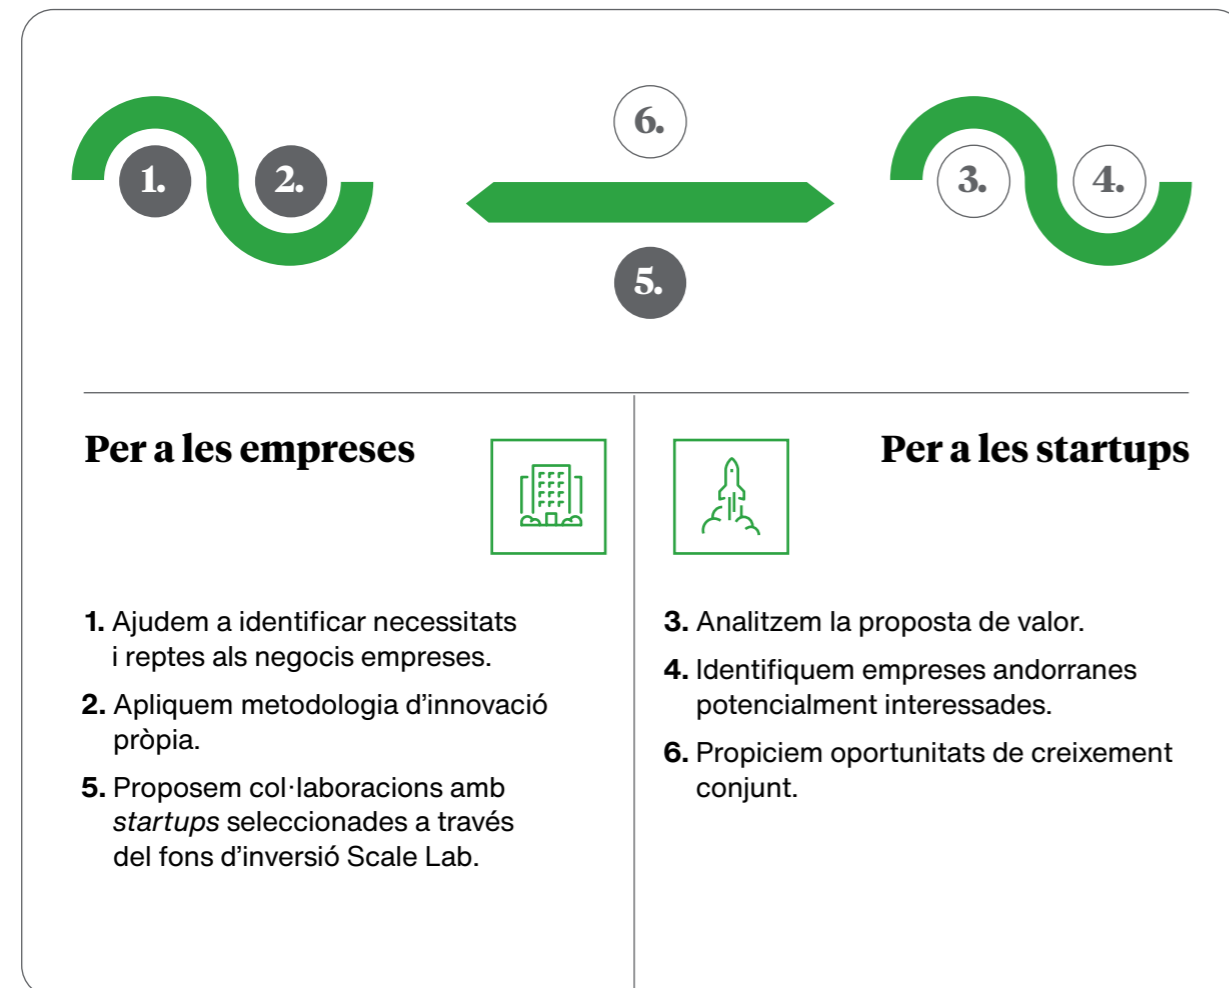 6.
1.
2.
3.
4.
5.
Per a les empreses
1. Ajudem a identificar necessitats
i reptes als negocis empreses.
2. Apliquem metodologia d'innovació
pròpia.
5. Proposem col·laboracions amb
startups seleccionades a través
del fons d'inversió Scale Lab.
Per a les startups
3. Analitzem la proposta de valor.
4. Identifiquem empreses andorranes
potencialment interessades.
6. Propiciem oportunitats de creixement
conjunt.